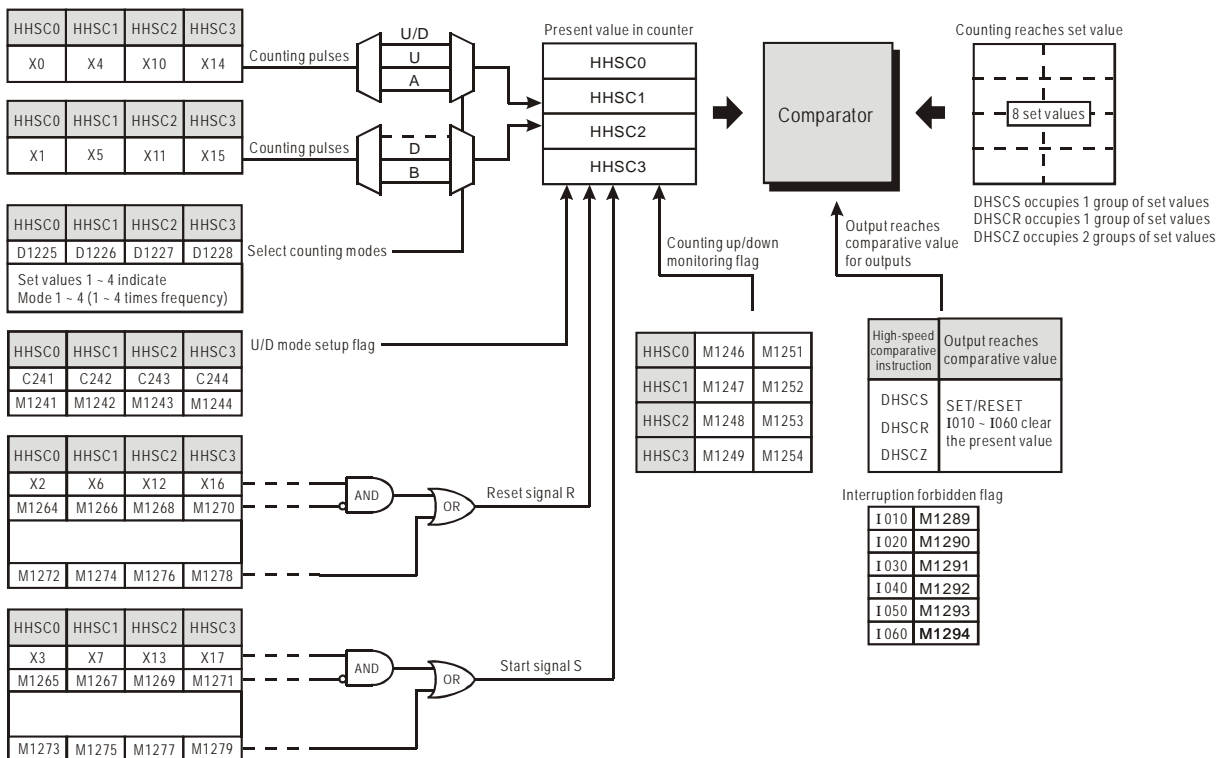 HHSC0 HHSC1 HHSC2 HHSC3
X0 X4 X10 X14
Counting pulses
U/D
U
A
HHSC0 HHSC1 HHSC2 HHSC3
X1 X5 X11 X15
Counting pulses
D
B
HHSC0 HHSC1 HHSC2 HHSC3
D1225 D1226 D1227 D1228
Set values 1 ~ 4 indicate
Mode 1 ~ 4 (1 ~ 4 times frequency)
Select counting modes
HHSC0 HHSC1 HHSC2 HHSC3
C241 C242 C243 C244
M1241 M1242 M1243 M1244
U/D mode setup flag
HHSC0 HHSC1 HHSC2 HHSC3
X2 X6 X12 X16
M1264 M1266 M1268 M1270
M1272 M1274 M1276 M1278
AND
OR
Reset signal R
HHSC0 HHSC1 HHSC2 HHSC3
X3 X7 X13 X17
M1265 M1267 M1269 M1271
M1273 M1275 M1277 M1279
AND
OR
Start signal S
Present value in counter
HHSC0
HHSC1
HHSC2
HHSC3
Comparator
Counting reaches set value
8 set values
DHSCS occupies 1 group of set values
DHSCR occupies 1 group of set values
DHSCZ occupies 2 groups of set values
Counting up/down
monitoring flag
HHSC0 M1246 M1251
HHSC1 M1247 M1252
HHSC2 M1248 M1253
HHSC3 M1249 M1254
Output reaches
comparative value
for outputs
High-speed
comparative
instruction
Output reaches
comparative value
DHSCS
DHSCR
DHSCZ
SET/RESET
I010 ~ I060 clear
the present value
Interruption forbidden flag
I010 M1289
I020 M1290
I030 M1291
I040 M1292
I050 M1293
I060 M1294